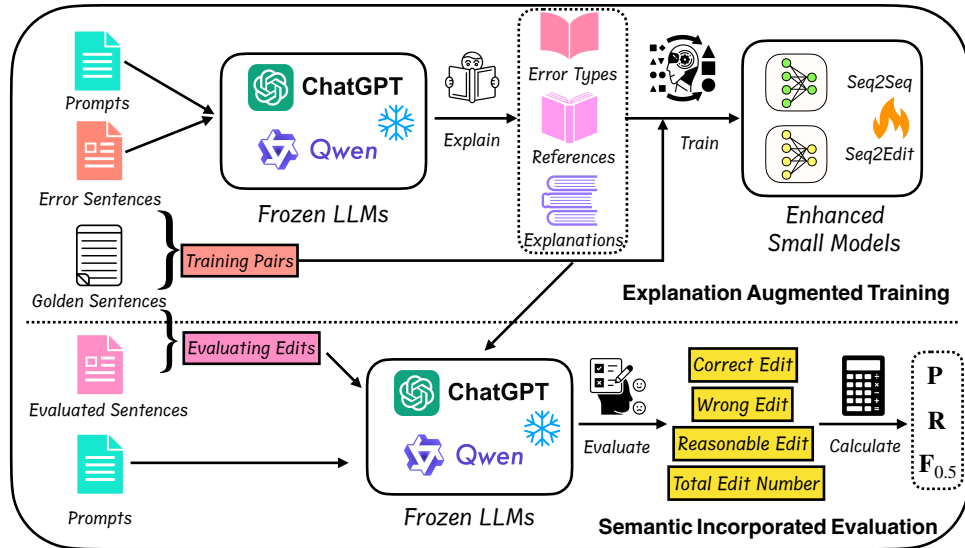 Prompts
Error Sentences
Golden Sentences
ChatGPT
Qwen
Frozen LLMs
Explain
Error Types
References
Explanations
Train
Seq2Seq
Seq2Edit
Enhanced
Small Models
Training Pairs
Explanation Augmented Training
Evaluating Edits
Evaluated Sentences
Prompts
ChatGPT
Qwen
Frozen LLMs
Evaluate
Correct Edit
Wrong Edit
Reasonable Edit
Total Edit Number
Calculate
P
R
F0.5
Semantic Incorporated Evaluation